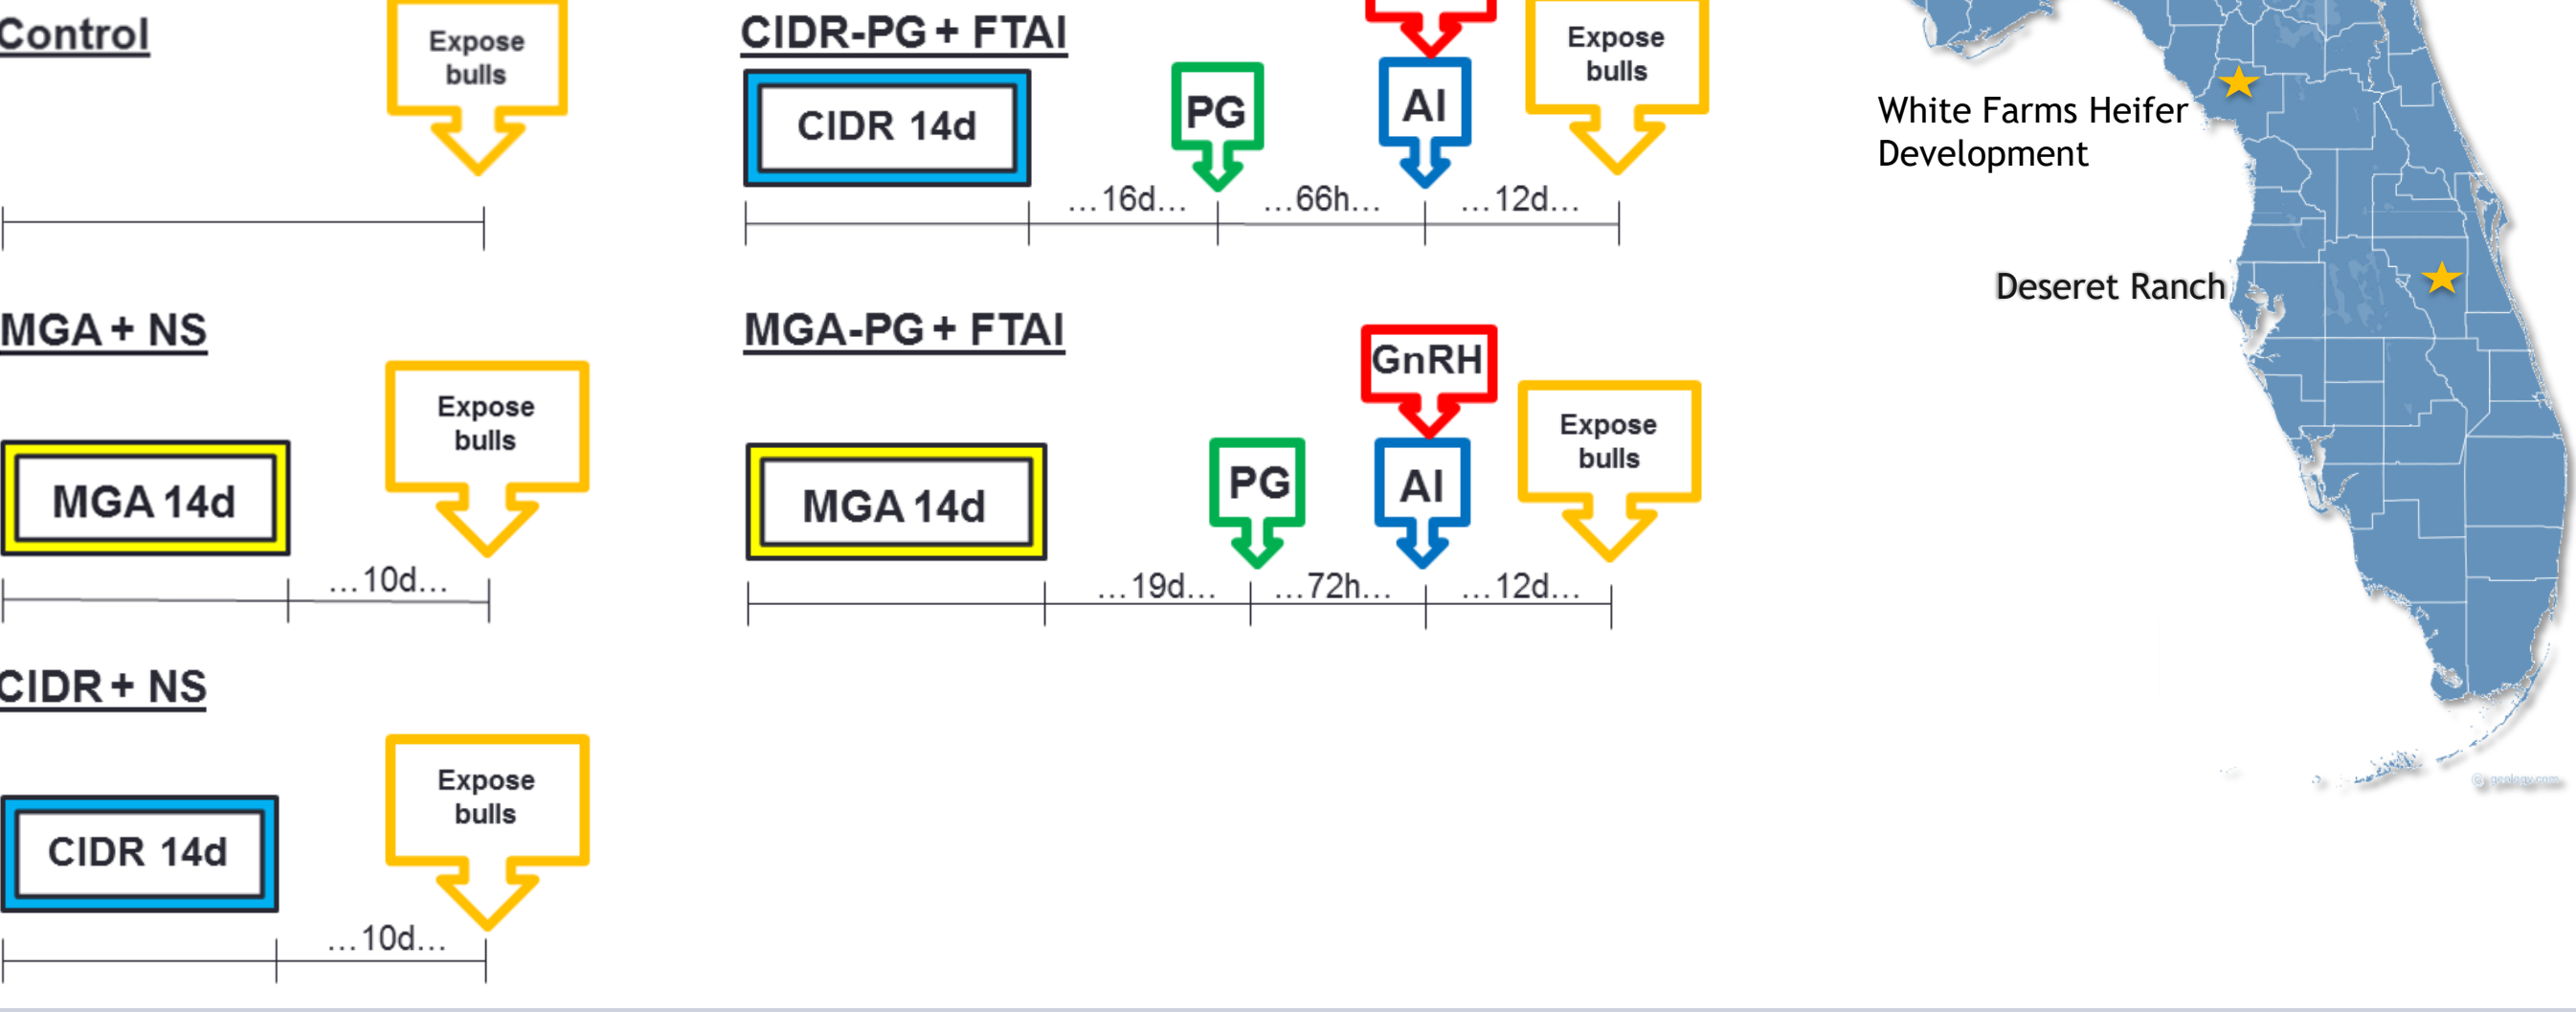 Control
Expose
bulls
MGA + NS
Expose
bulls
MGA 14d
...10d...
CIDR + NS
Expose
bulls
CIDR 14d
...10d...
CIDR-PG + FTAI
CIDR 14d
PG
AI
Expose
bulls
...16d...
...66h...
...12d...
MGA-PG + FTAI
GnRH
MGA 14d
PG
AI
Expose
bulls
...19d...
...72h...
...12d...
White Farms Heifer
Development
Deseret Ranch
© geology.com